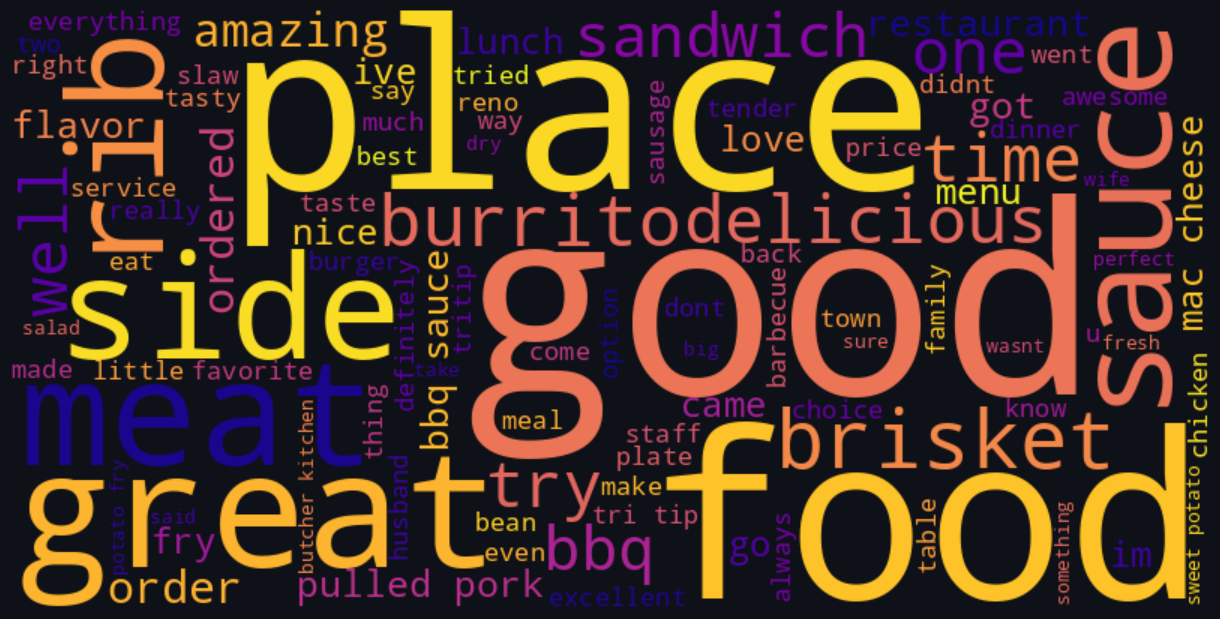 everything
amazing
lunch
sandwich
restaurant
two
right
rib
slaw
tasty
place
ive
say
tried
reno
way
dry
much
best
sausage
tender
love
price
one
went
didnt
got
awesome
dinner
time
menu
wife
sauce
mac cheese
flavor
well
service
really
ordered
taste
nice
burritodelicious
back
perfect
eat
side
burger
definitely
bbq sauce
tritip
good
option
dont
big
barbecue
town
sure
family
wasnt
u
fresh
salad
made
little
favorite
take
come
meat
thing
butcher kitchen
meal
came
choice
know
chicken
staff
plate
brisket
great
potato fry
said
fry
husband
try
make
tri tip
food
bean
even
bbq
go
always
table
something
im
sweet potato
order
pulled pork
excellent